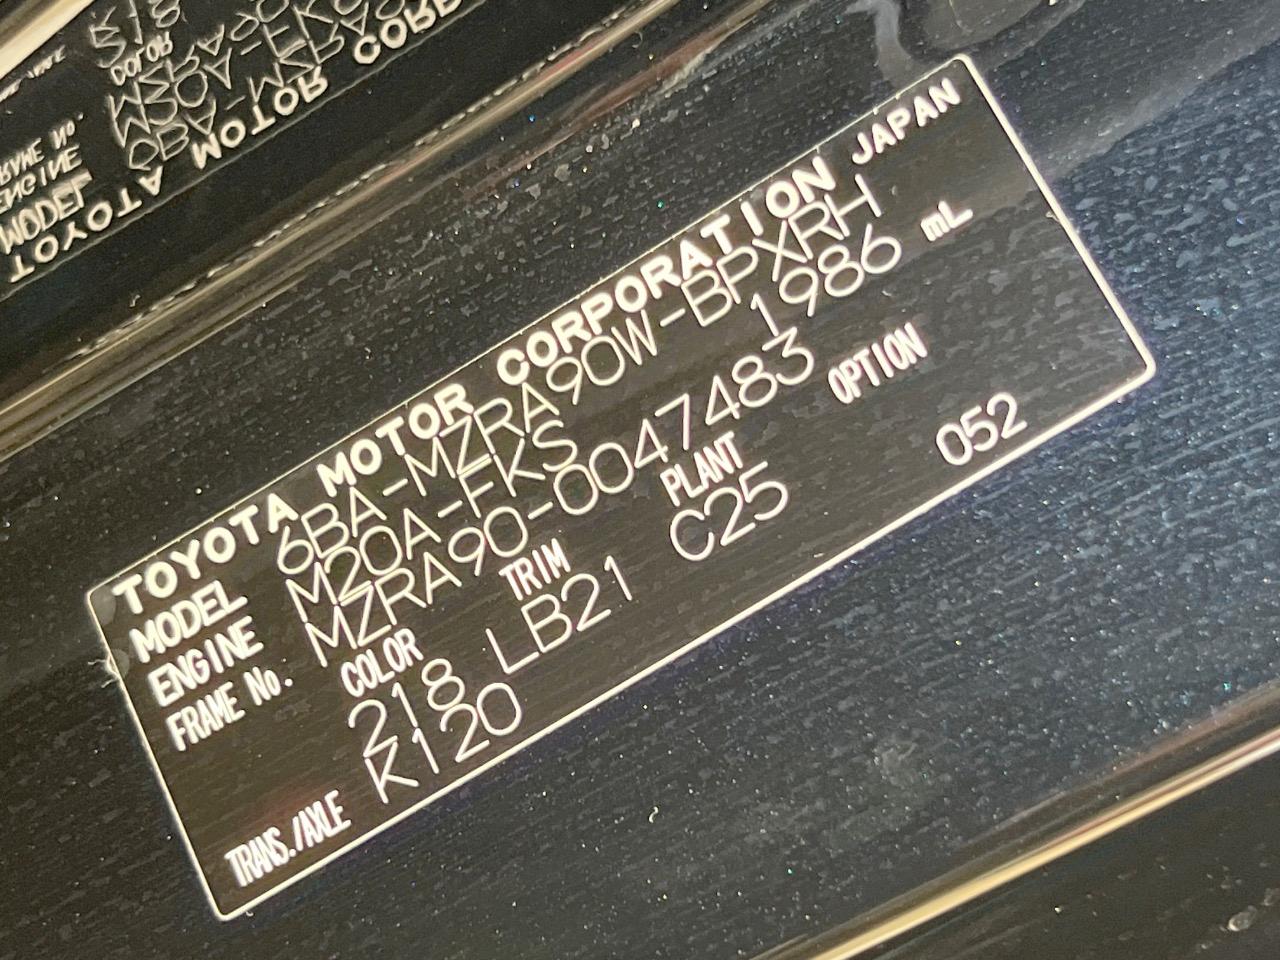 TOYOTA MOTOR CORPORATION JAPAN
MODEL 6BA-MZRA90W-BPXRH
ENGINE M20A-FKS 1986 mL
FRAME No. MZRA90-0047483
COLOR TRIM PLANT OPTION
218 LB21 C25 052
TRANS./AXLE K120